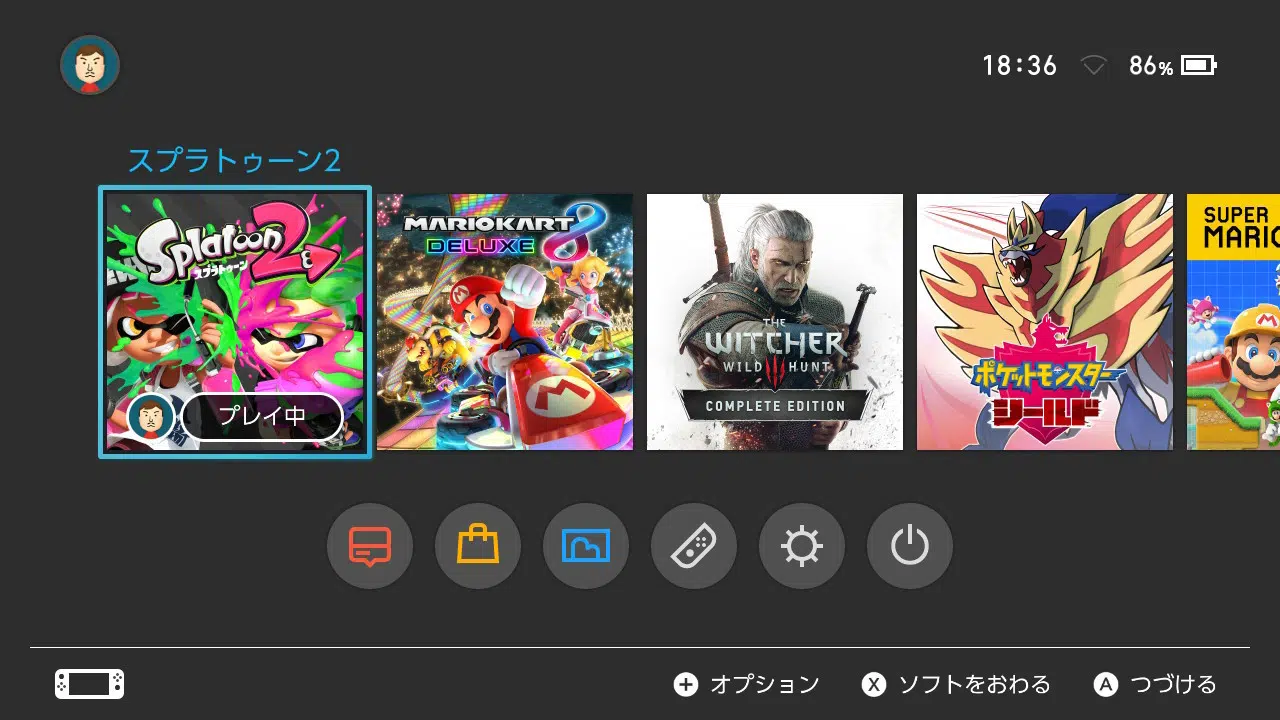 18:36 86%
スプラトゥーン2
Splatoon 2
スプラトゥーン
プレイ中
MARIOKART 8
DELUXE
THE
WITCHER
WILD HUNT
COMPLETE EDITION
ポケットモンスター
シールド
SUPER
MARIO
オプション
X ソフトをおわる
A つづける